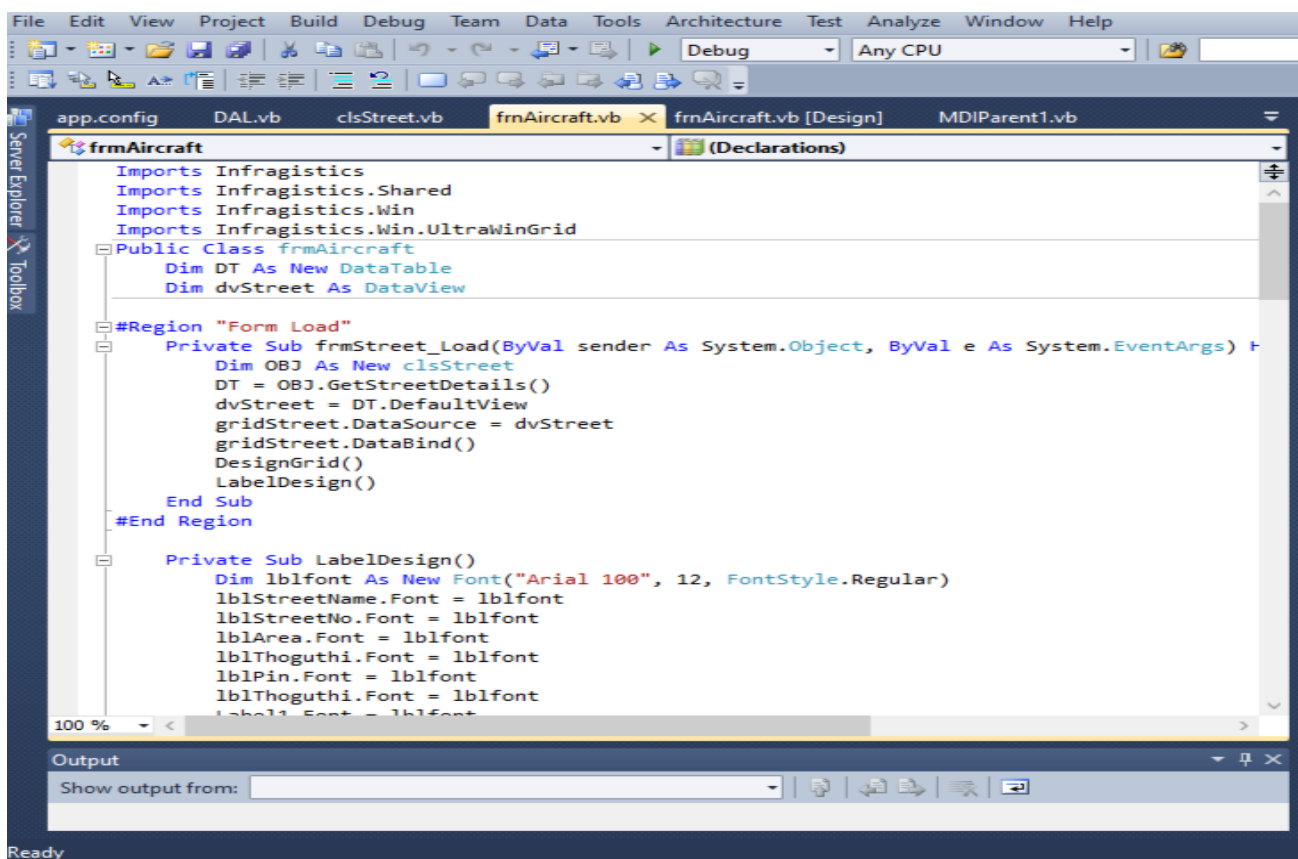 File Edit View Project Build Debug Team Data Tools Architecture Test Analyze Window Help
Debug Any CPU
app.config DAL.vb clsStreet.vb frnAircraft.vb frnAircraft.vb [Design] MDIParent1.vb
frmAircraft (Declarations)
Server Explorer
Toolbox
Imports Infragistics
Imports Infragistics.Shared
Imports Infragistics.Win
Imports Infragistics.Win.UltraWinGrid
Public Class frmAircraft
Dim DT As New DataTable
Dim dvStreet As DataView
#Region "Form Load"
Private Sub frmStreet_Load(ByVal sender As System.Object, ByVal e As System.EventArgs) H
Dim OBJ As New clsStreet
DT = OBJ.GetStreetDetails()
dvStreet = DT.DefaultView
gridStreet.DataSource = dvStreet
gridStreet.DataBind()
DesignGrid()
LabelDesign()
End Sub
#End Region
Private Sub LabelDesign()
Dim lblfont As New Font("Arial 100", 12, FontStyle.Regular)
lblStreetName.Font = lblfont
lblStreetNo.Font = lblfont
lblArea.Font = lblfont
lblThoguthi.Font = lblfont
lblPin.Font = lblfont
lblThoguthi.Font = lblfont
Label1.Font = lblfont
100 %
Output
Show output from:
Ready